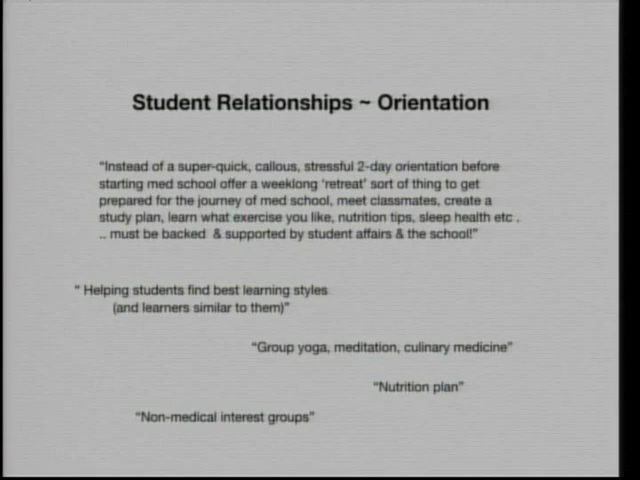 Student Relationships ~ Orientation
“Instead of a super-quick, callous, stressful 2-day orientation before
starting med school offer a weeklong ‘retreat’ sort of thing to get
prepared for the journey of med school, meet classmates, create a
study plan, learn what exercise you like, nutrition tips, sleep health etc .
.. must be backed & supported by student affairs & the school!”
“ Helping students find best learning styles
(and learners similar to them)”
“Group yoga, meditation, culinary medicine”
“Nutrition plan”
“Non-medical interest groups”